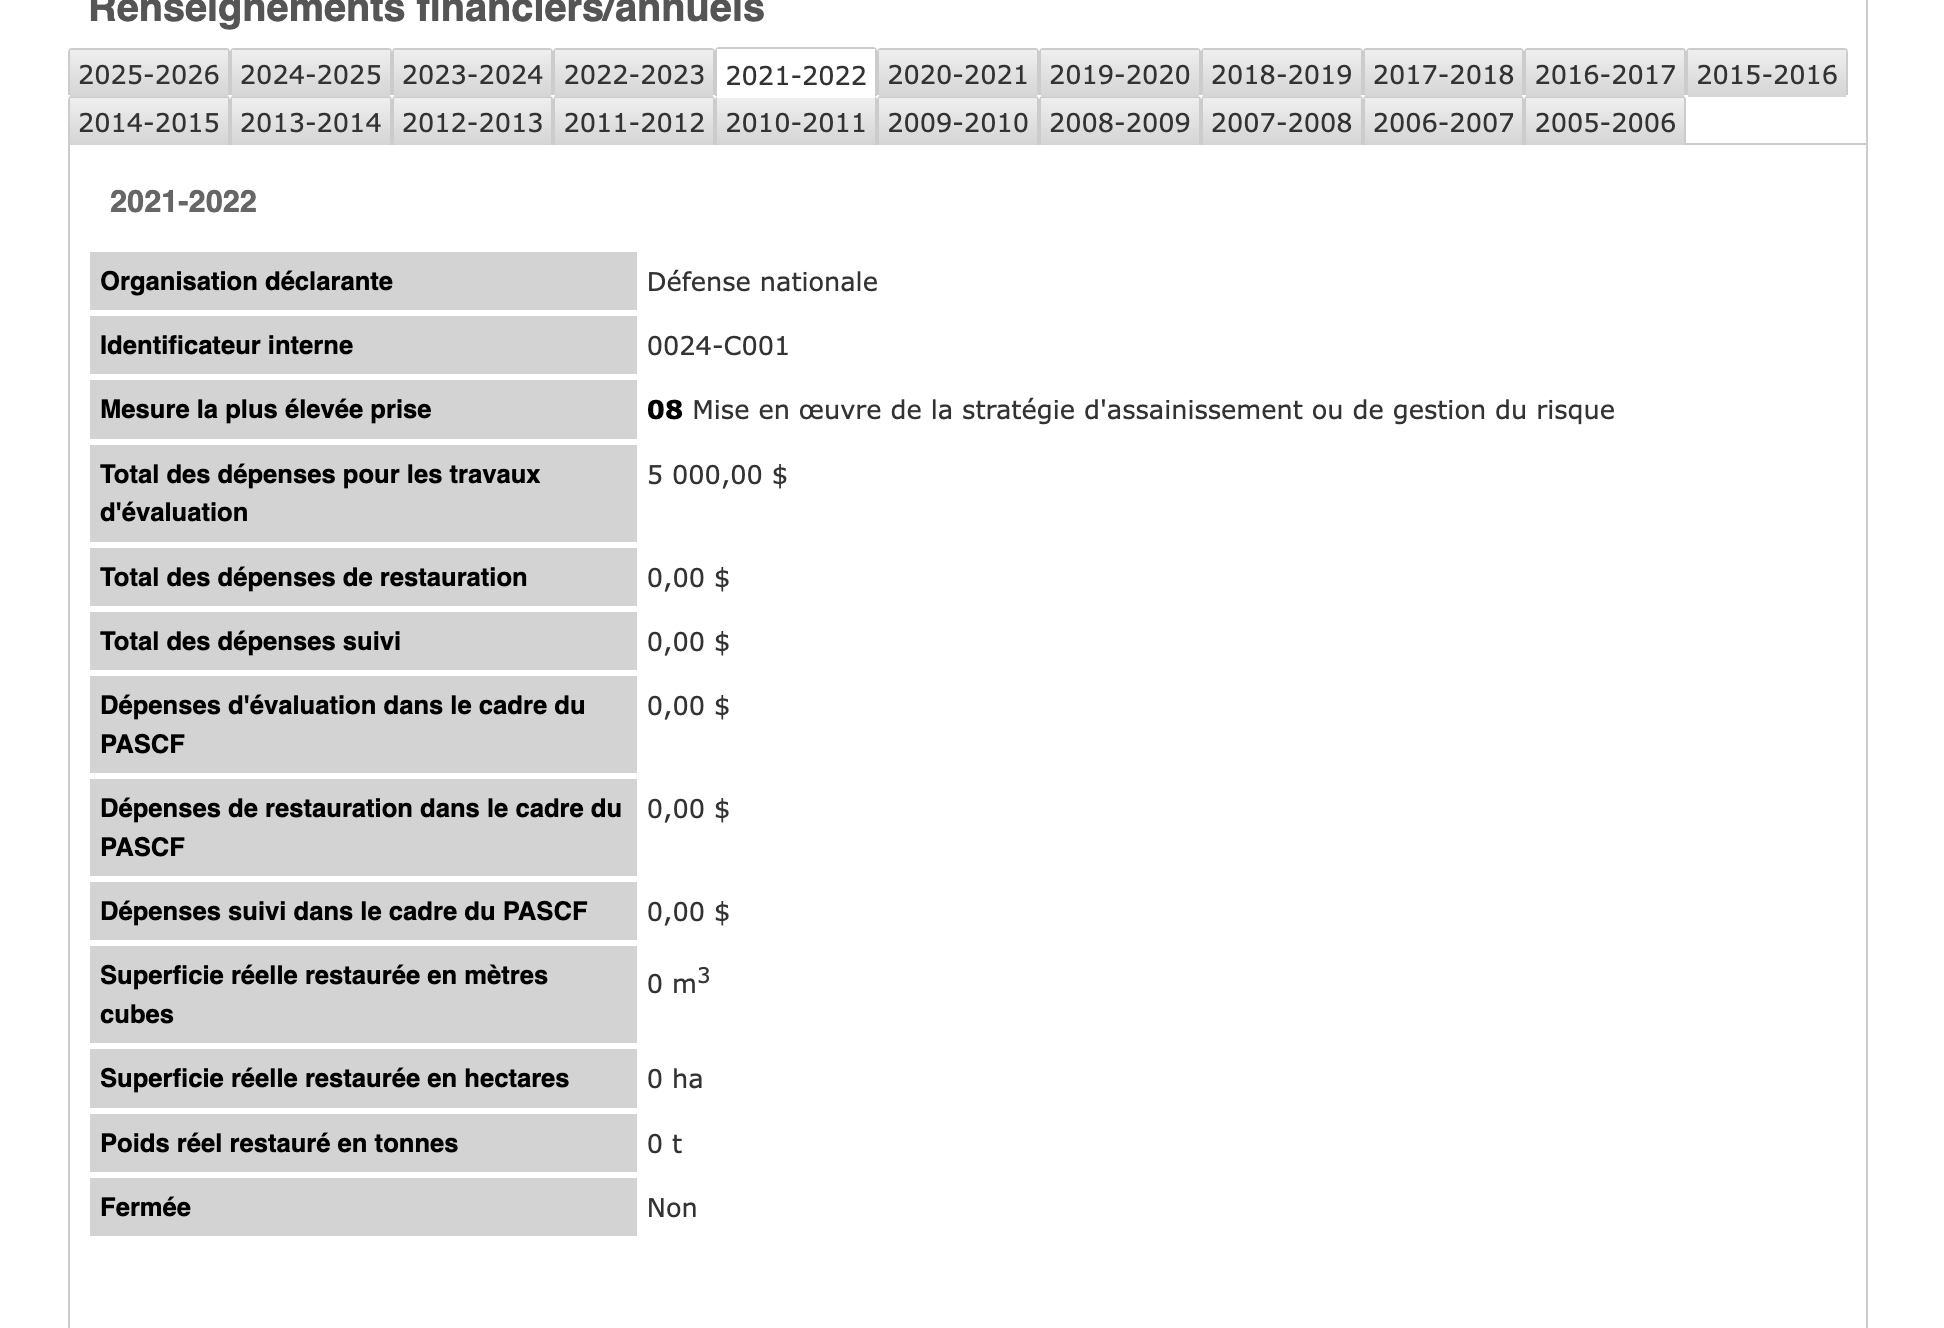 Renseignements financiers/annuels
2025-2026 2024-2025 2023-2024 2022-2023 2021-2022 2020-2021 2019-2020 2018-2019 2017-2018 2016-2017 2015-2016
2014-2015 2013-2014 2012-2013 2011-2012 2010-2011 2009-2010 2008-2009 2007-2008 2006-2007 2005-2006
2021-2022
Organisation déclarante Défense nationale
Identificateur interne 0024-C001
Mesure la plus élevée prise 08 Mise en œuvre de la stratégie d'assainissement ou de gestion du risque
Total des dépenses pour les travaux 5 000,00 $
d'évaluation
Total des dépenses de restauration 0,00 $
Total des dépenses suivi 0,00 $
Dépenses d'évaluation dans le cadre du 0,00 $
PASCF
Dépenses de restauration dans le cadre du 0,00 $
PASCF
Dépenses suivi dans le cadre du PASCF 0,00 $
Superficie réelle restaurée en mètres 0 m³
cubes
Superficie réelle restaurée en hectares 0 ha
Poids réel restauré en tonnes 0 t
Fermée Non